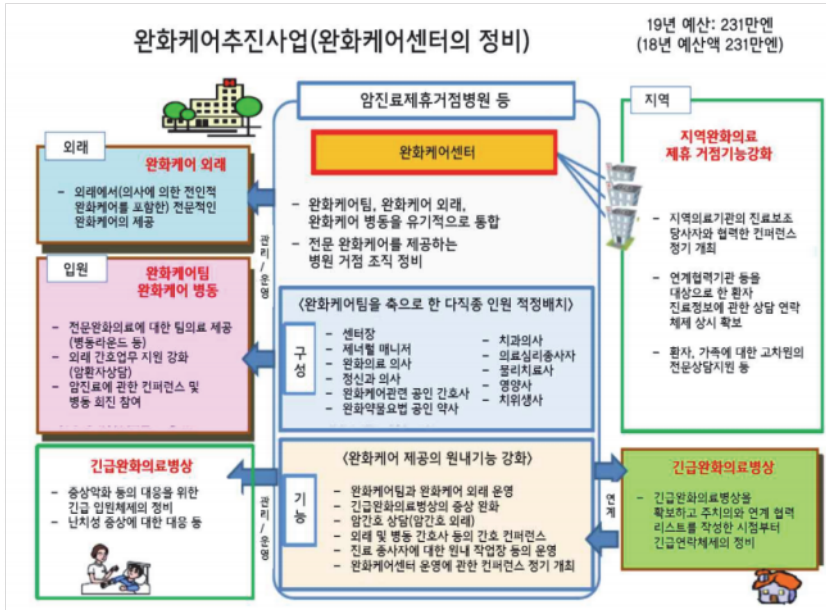 완화케어추진사업(완화케어센터의 정비)
19년 예산: 231만엔
(18년 예산액 231만엔)
암진료제휴거점병원 등
완화케어센터
- 완화케어팀, 완화케어 외래,
완화케어 병동을 유기적으로 통합
- 전문 완화케어를 제공하는
병원 거점 조직 정비
외래
완화케어 외래
- 외래에서(의사에 의한 전인적
완화케어를 포함한) 전문적인
완화케어의 제공
관리/운영
입원
완화케어팀
완화케어 병동
- 전문완화의료에 대한 팀의료 제공
(병동라운드 등)
- 외래 간호업무 지원 강화
(암환자상담)
- 암진료에 관한 컨퍼런스 및
병동 회진 참여
<완화케어팀을 축으로 한 다직종 인원 적정배치>
구성
- 센터장
- 제너럴 매니저
- 완화의료 의사
- 정신과 의사
- 완화케어관련 공인 간호사
- 완화약물요법 공인 약사
- 치과의사
- 의료심리종사자
- 물리치료사
- 영양사
- 치위생사
지역
지역완화의료
제휴 거점기능강화
- 지역의료기관의 진료보조
당사자와 협력한 컨퍼런스
정기 개최
- 연계협력기관 등을
대상으로 한 환자
진료정보에 관한 상담 연락
체제 상시 확보
- 환자, 가족에 대한 고차원의
전문상담지원 등
긴급완화의료병상
- 증상악화 등의 대응을 위한
긴급 입원체제의 정비
- 난치성 증상에 대한 대응 등
관리/운영
<완화케어 제공의 원내기능 강화>
기능
- 완화케어팀과 완화케어 외래 운영
- 긴급완화의료병상의 증상 완화
- 암간호 상담(암간호 외래)
- 외래 및 병동 간호사 등의 간호 컨퍼런스
- 진료 종사자에 대한 원내 작업장 등의 운영
- 완화케어센터 운영에 관한 컨퍼런스 정기 개최
연계
긴급완화의료병상
- 긴급완화의료병상을
확보하고 주치의와 연계 협력
리스트를 작성한 시점부터
긴급연락체제의 정비